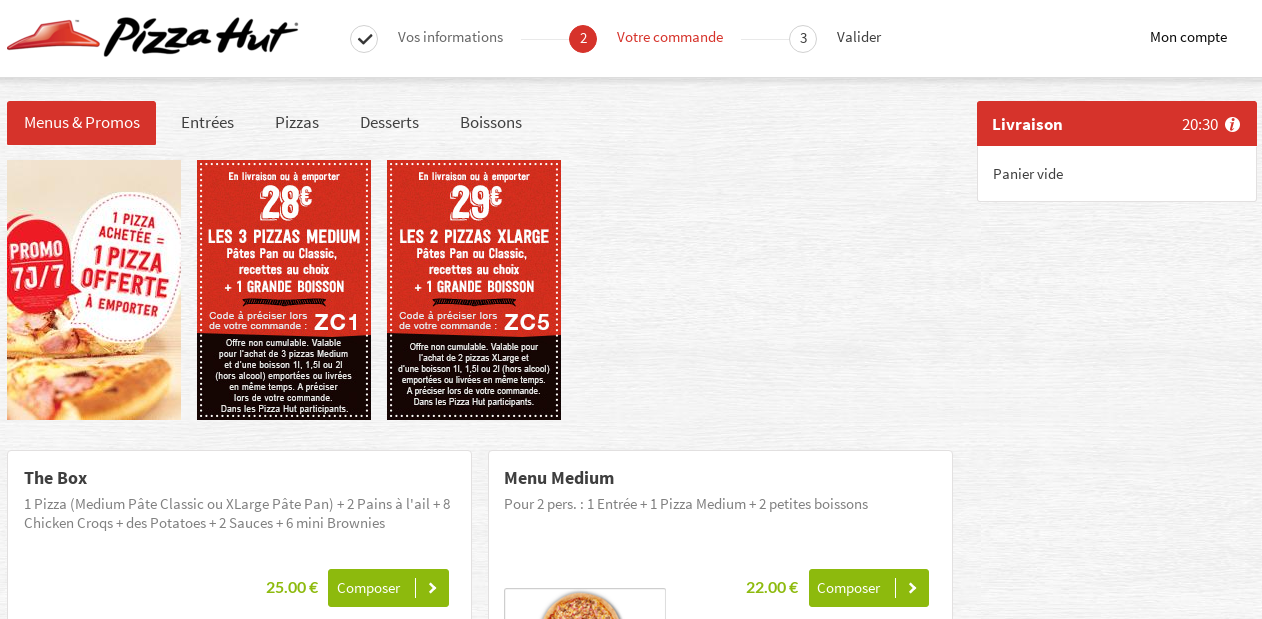 Pizza Hut
Vos informations
2
Votre commande
3
Valider
Mon compte
Menus & Promos
Entrées
Pizzas
Desserts
Boissons
Livraison
20:30
Panier vide
PROMO
7J/7
1 PIZZA
ACHETÉE =
1 PIZZA
OFFERTE
À EMPORTER
En livraison ou à emporter
28€
LES 3 PIZZAS MEDIUM
Pâtes Pan ou Classic,
recettes au choix
+ 1 GRANDE BOISSON
Code à préciser lors
de votre commande :
ZC1
Offre non cumulable. Valable
pour l'achat de 3 pizzas Medium
et d'une boisson 1l, 1,5l ou 2l
(hors alcool) emportées ou livrées
en même temps. A préciser
lors de votre commande.
Dans les Pizza Hut participants.
En livraison ou à emporter
29€
LES 2 PIZZAS XLARGE
Pâtes Pan ou Classic,
recettes au choix
+ 1 GRANDE BOISSON
Code à préciser lors
de votre commande :
ZC5
Offre non cumulable. Valable pour
l'achat de 2 pizzas XLarge et
d'une boisson 1l, 1,5l ou 2l (hors alcool)
emportées ou livrées en même temps.
A préciser lors de votre commande.
Dans les Pizza Hut participants.
The Box
1 Pizza (Medium Pâte Classic ou XLarge Pâte Pan) + 2 Pains à l'ail + 8
Chicken Croqs + des Potatoes + 2 Sauces + 6 mini Brownies
25.00 €
Composer
Menu Medium
Pour 2 pers. : 1 Entrée + 1 Pizza Medium + 2 petites boissons
22.00 €
Composer